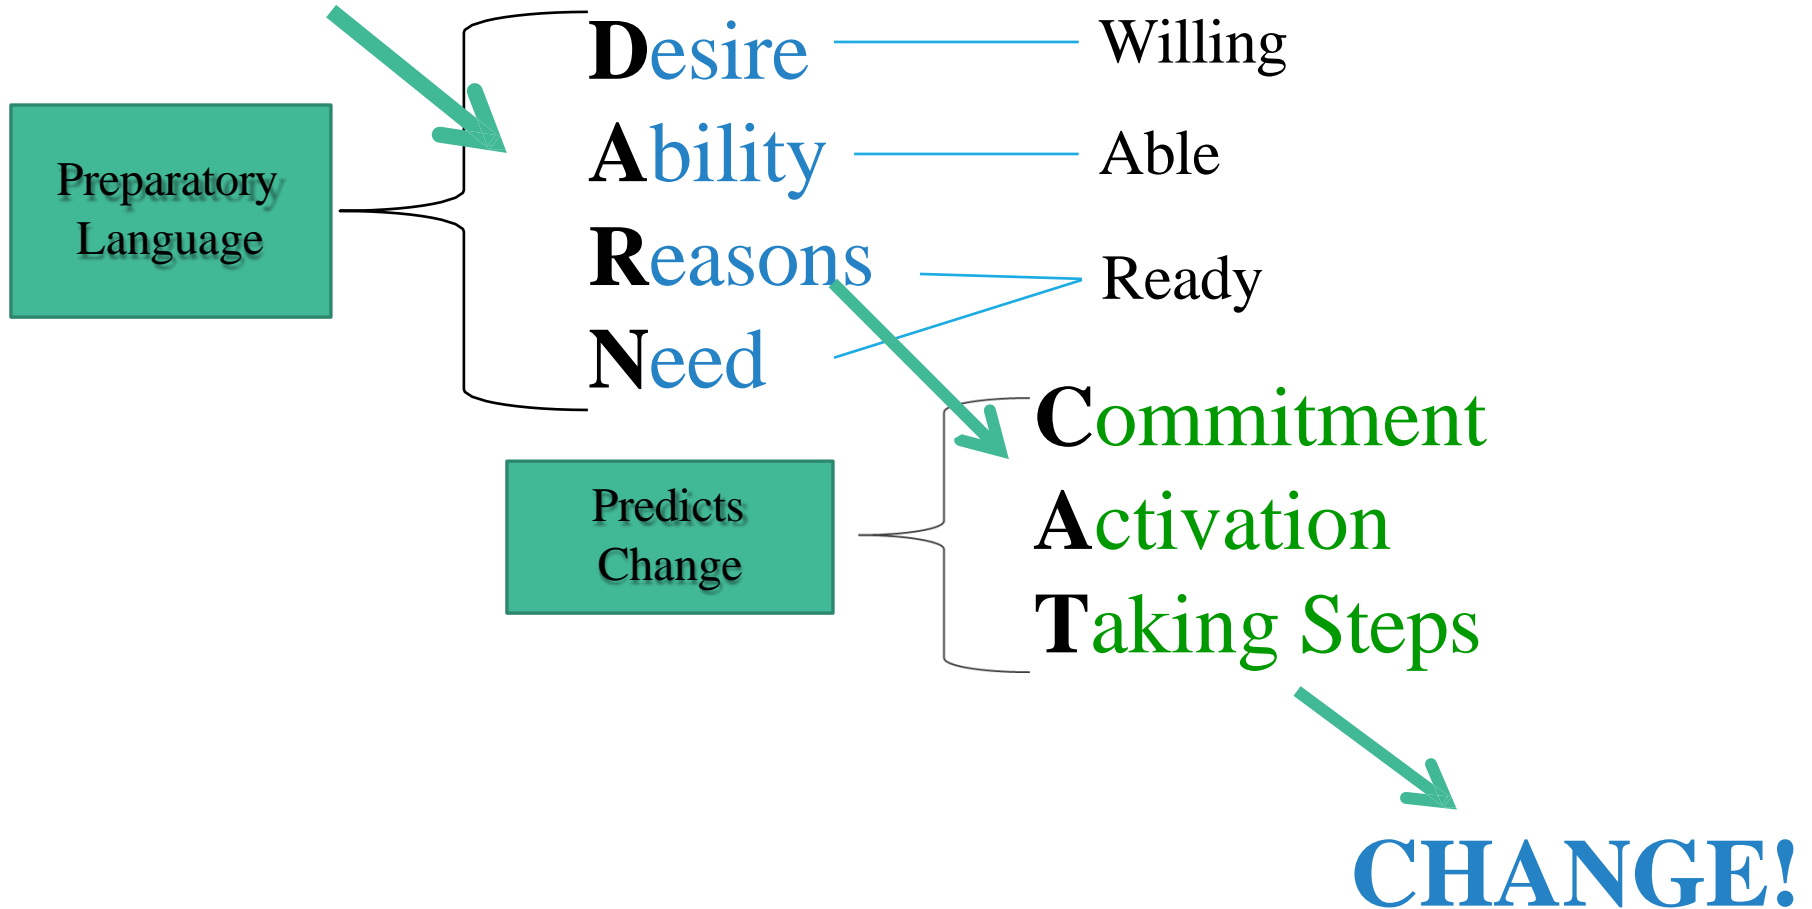 Desire
Willing
Ability
Able
Reasons
Ready
Need
Preparatory
Language
Commitment
Activation
Taking Steps
Predicts
Change
CHANGE!